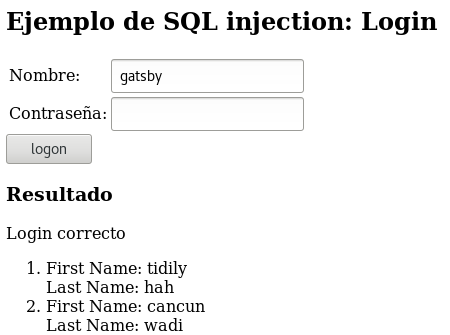 Ejemplo de SQL injection: Login
Nombre: gatsby
Contraseña:
logon
Resultado
Login correcto
1. First Name: tidily
Last Name: hah
2. First Name: cancun
Last Name: wadi